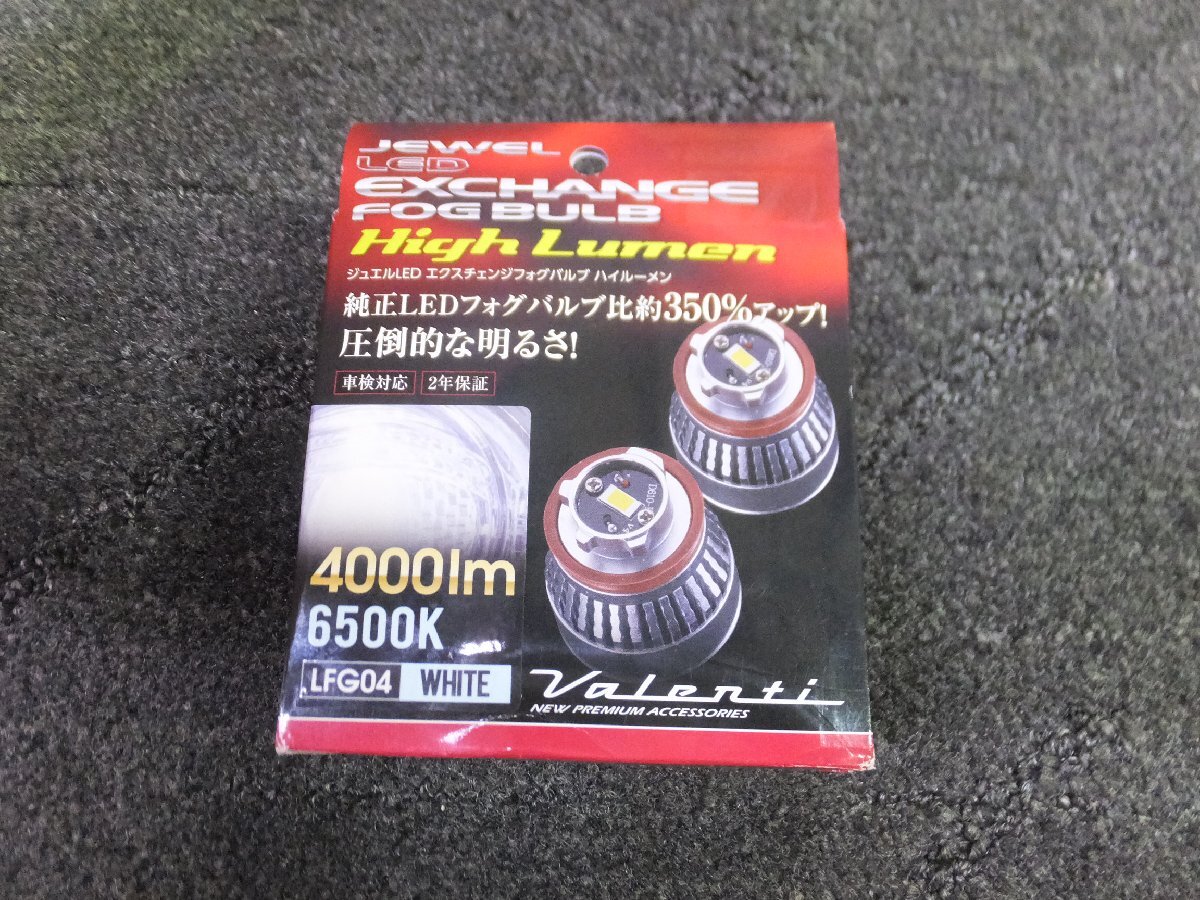 JEWEL
LED
EXCHANGE
FOG BULB
High Lumen
ジュエルLED エクスチェンジフォグバルブ ハイルーメン
純正LEDフォグバルブ比約350%アップ!
圧倒的な明るさ!
車検対応 2年保証
4000lm
6500K
LFG04 WHITE
Valenti
NEW PREMIUM ACCESSORIES